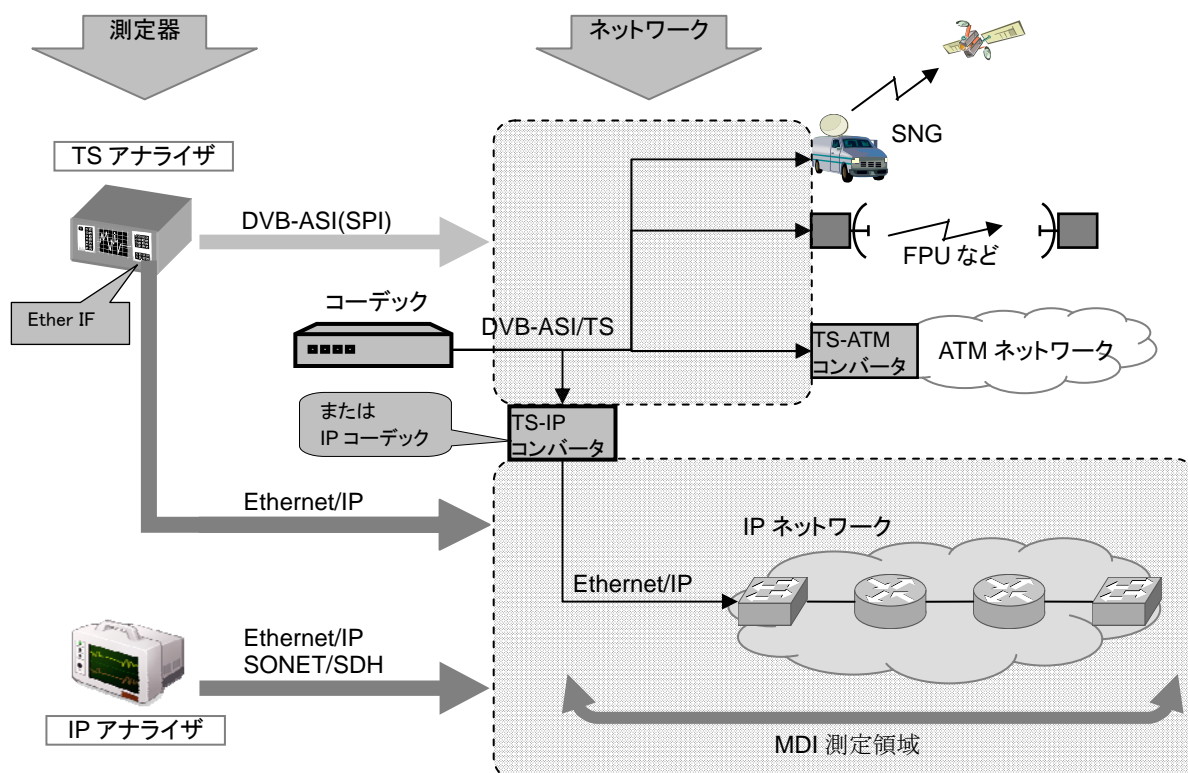 測定器
ネットワーク
SNG
TS アナライザ
DVB-ASI(SPI)
FPU など
Ether IF
コーデック
DVB-ASI/TS
TS-ATM
コンバータ
ATM ネットワーク
または
IP コーデック
TS-IP
コンバータ
Ethernet/IP
IP ネットワーク
Ethernet/IP
Ethernet/IP
SONET/SDH
IP アナライザ
MDI 測定領域